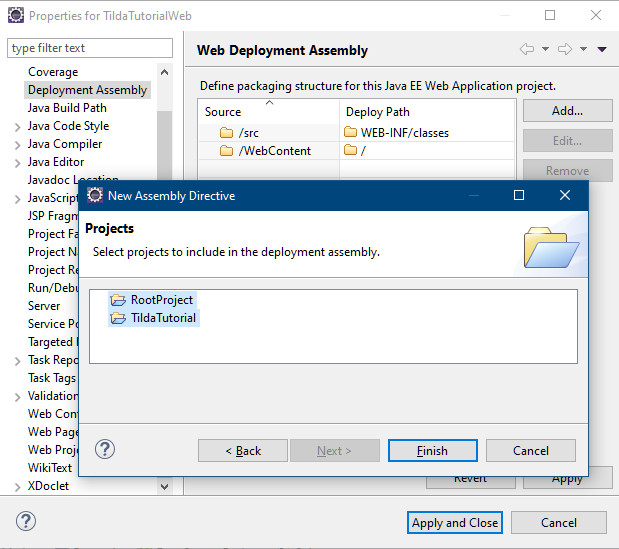 Properties for TildaTutorialWeb
type filter text
Coverage
Deployment Assembly
Java Build Path
Java Code Style
Java Compiler
Java Editor
Javadoc Location
JavaScript
JSP Fragm
Project Fa
Project Na
Project Re
Run/Debu
Server
Service Po
Targeted
Task Repo
Task Tags
Validation
Web Cont
Web Page
Web Proje
WikiText
XDoclet
Web Deployment Assembly
Define packaging structure for this Java EE Web Application project.
Source Deploy Path
/src WEB-INF/classes
/WebContent /
Add...
Edit...
Remove
New Assembly Directive
Projects
Select projects to include in the deployment assembly.
RootProject
TildaTutorial
? < Back Next > Finish Cancel
Revert Apply
? Apply and Close Cancel